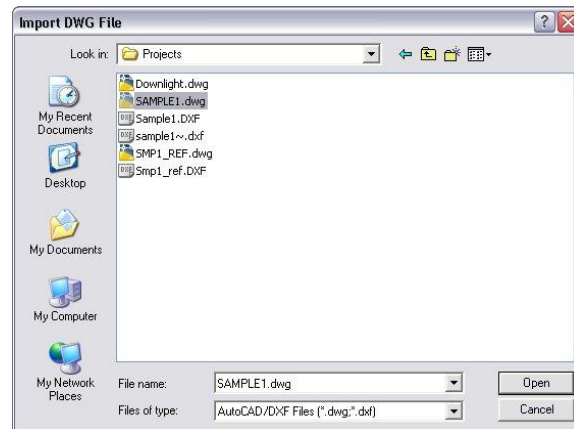 Import DWG File
Look in: Projects
Downlight.dwg
SAMPLE1.dwg
Sample1.DXF
sample1~.dxf
SMP1_REF.dwg
Smp1_ref.DXF
My Recent
Documents
Desktop
My Documents
My Computer
My Network
Places
File name: SAMPLE1.dwg Open
Files of type: AutoCAD/DXF Files (*.dwg;*.dxf) Cancel